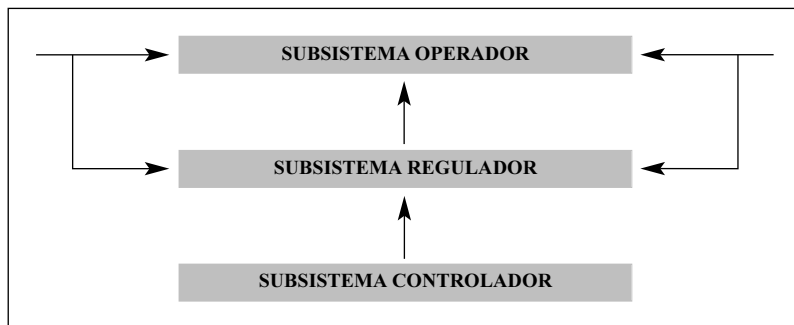 SUBSISTEMA OPERADOR
SUBSISTEMA REGULADOR
SUBSISTEMA CONTROLADOR